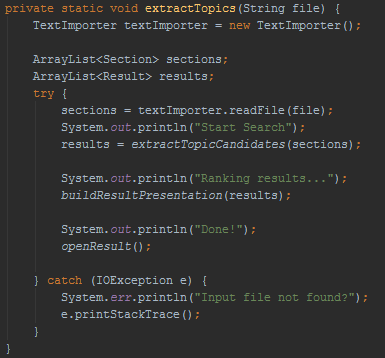 private static void extractTopics(String file) {
    TextImporter textImporter = new TextImporter();

    ArrayList<Section> sections;
    ArrayList<Result> results;
    try {
        sections = textImporter.readFile(file);
        System.out.println("Start Search");
        results = extractTopicCandidates(sections);

        System.out.println("Ranking results...");
        buildResultPresentation(results);

        System.out.println("Done!");
        openResult();

    } catch (IOException e) {
        System.err.println("Input file not found?");
        e.printStackTrace();
    }
}